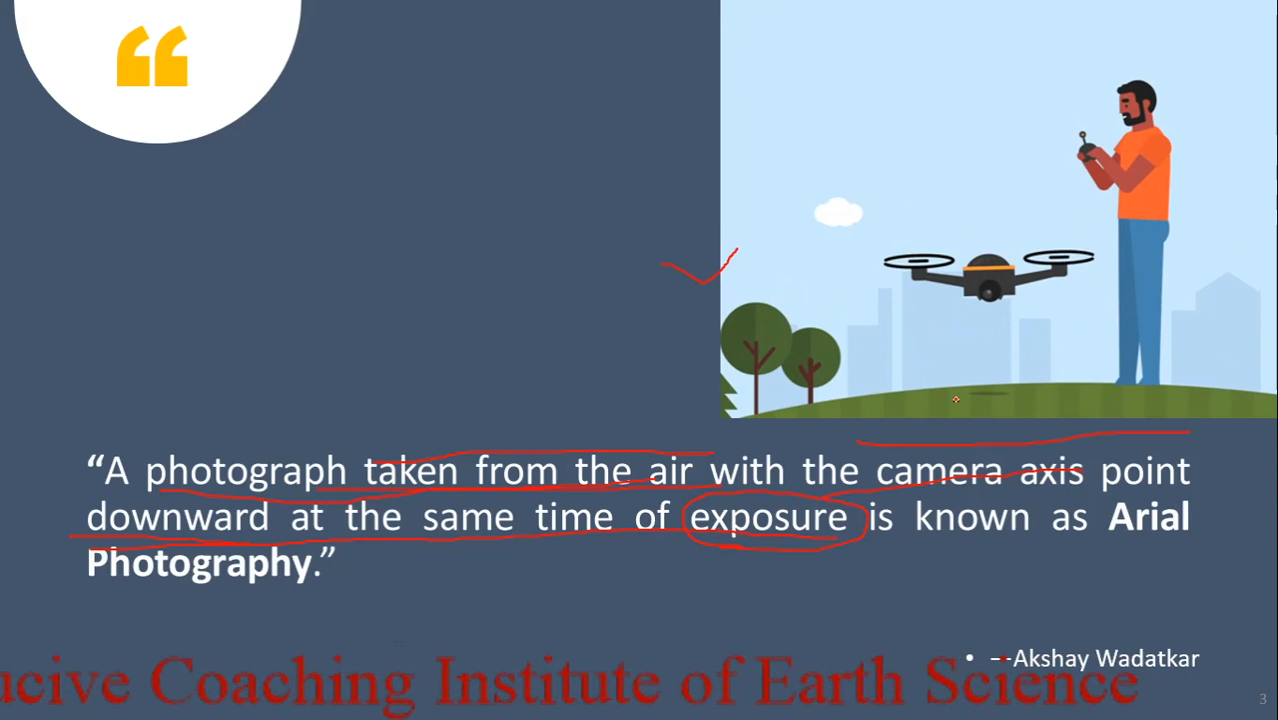 “A photograph taken from the air with the camera axis point
downward at the same time of exposure is known as Arial
Photography.”
• –-Akshay Wadatkar
ucive Coaching Institute of Earth Science
3